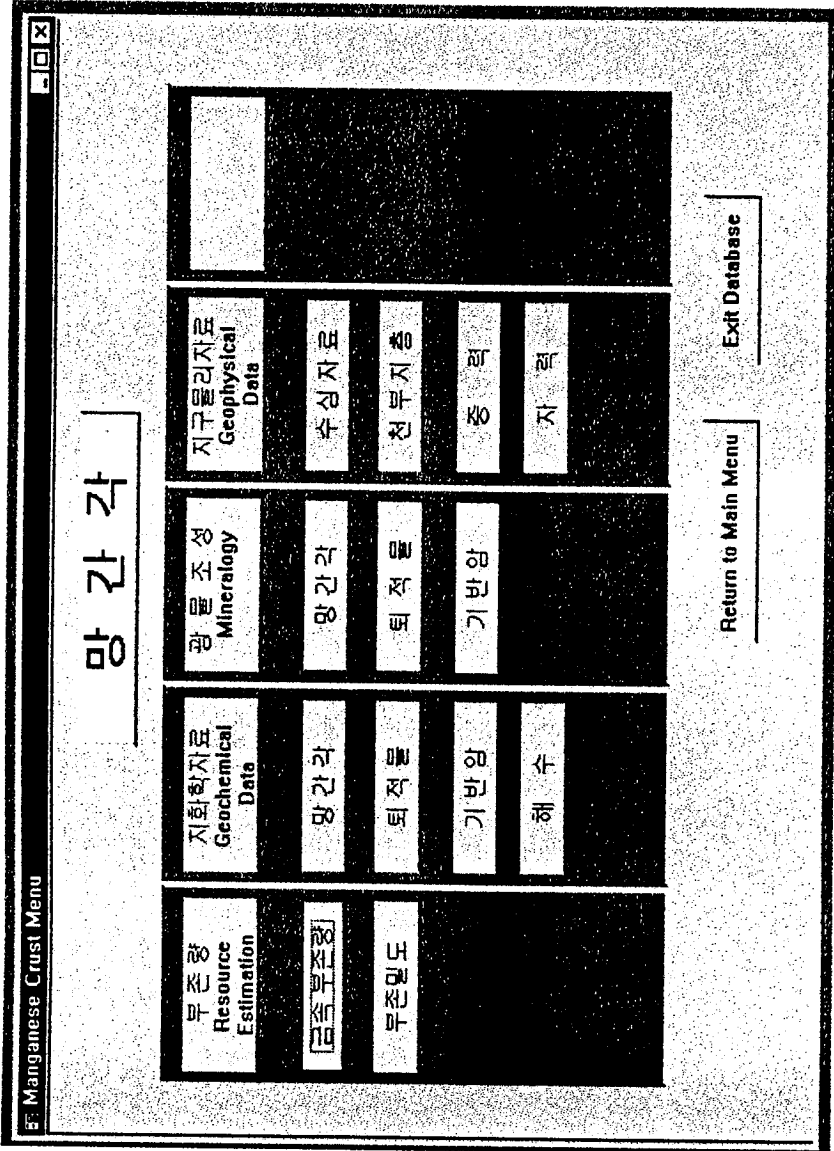 Manganese Crust Menu
망 간 각
부 존 량
Resource
Estimation
금속 부존량
부존밀도
지화학자료
Geochemical
Data
망 간 각
퇴 적 물
기 반 암
해 수
광 물 조 성
Mineralogy
망 간 각
퇴 적 물
기 반 암
지구물리자료
Geophysical
Data
수 심 자 료
천 부 지 층
중 력
자 력
Return to Main Menu
Exit Database